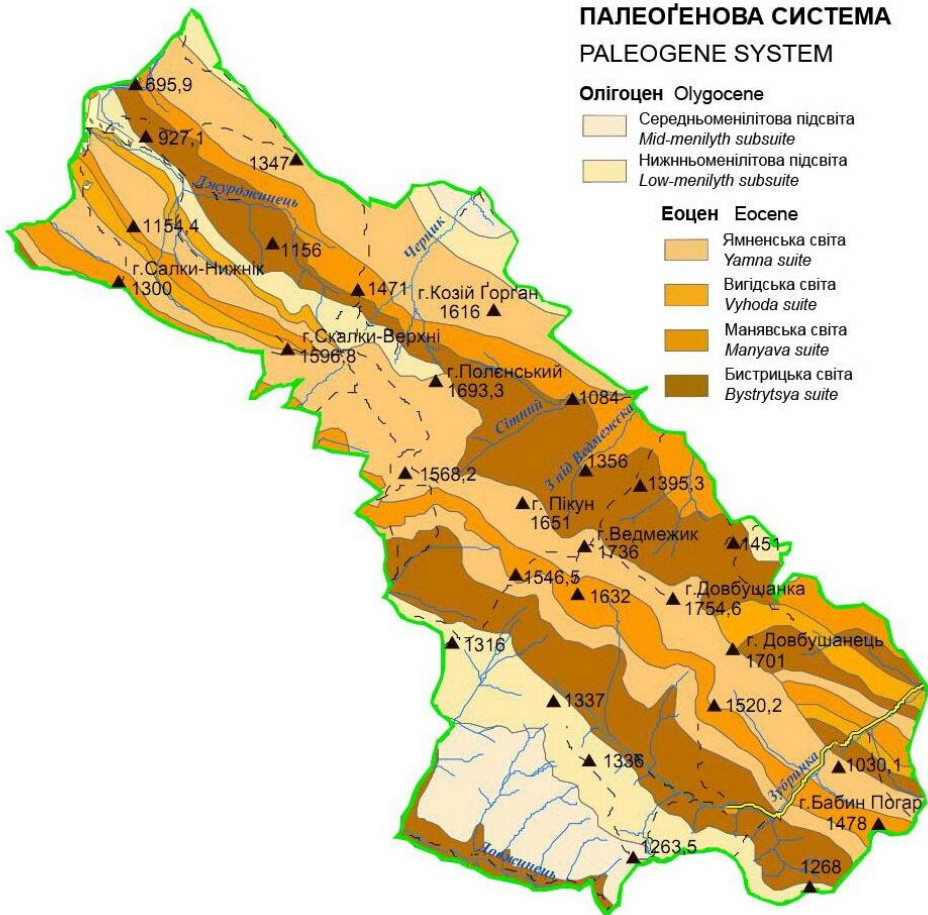 ПАЛЕОҐЕНОВА СИСТЕМА
PALEOGENE SYSTEM
Олігоцен Olygocene
Середньоменілітова підсвіта
Mid-menilyth subsuite
Нижнньоменілітова підсвіта
Low-menilyth subsuite
Еоцен Eocene
Ямненська світа
Yamna suite
Вигідська світа
Vyhoda suite
Манявська світа
Manyava suite
Бистрицька світа
Bystrytsya suite
695,9
927,1
1347
Джурджинець
1154,4
1156
Черник
г.Салки-Нижнік
1300
1471
г.Козій Ґорган
1616
г.Скалки-Верхні
1596,8
г.Полєнський
1693,3
1084
Сітний
З під Ведмежска
1356
1568,2
1395,3
г. Пікун
1651
г.Ведмежик
1736
1451
1546,5
1632
г.Довбушанка
1754,6
1316
г. Довбушанець
1701
1337
1520,2
1336
1030,1
Зубринка
г.Бабин Погар
1478
1263,5
Довжинець
1268